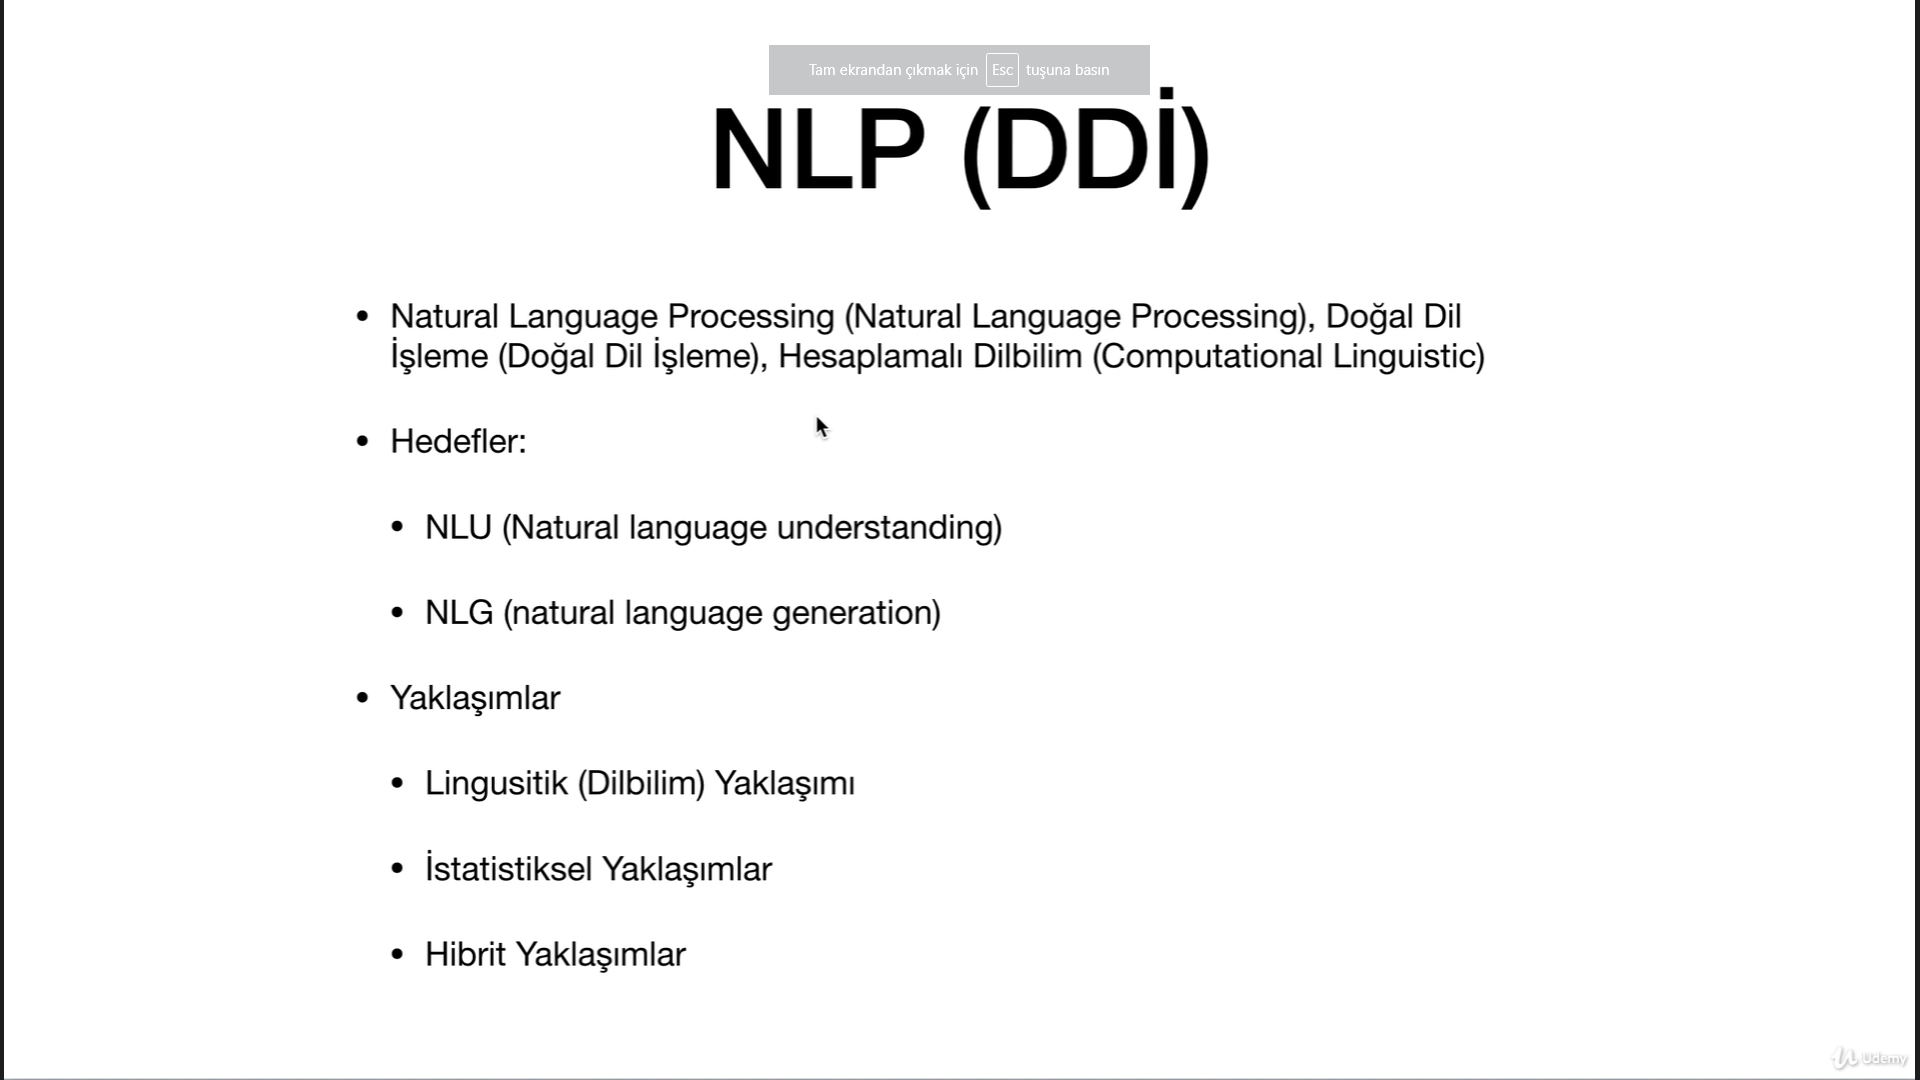 Tam ekrandan çıkmak için Esc tuşuna basın
NLP (DDİ)
• Natural Language Processing (Natural Language Processing), Doğal Dil
İşleme (Doğal Dil İşleme), Hesaplamalı Dilbilim (Computational Linguistic)
• Hedefler:
• NLU (Natural language understanding)
• NLG (natural language generation)
• Yaklaşımlar
• Lingusitik (Dilbilim) Yaklaşımı
• İstatistiksel Yaklaşımlar
• Hibrit Yaklaşımlar
Udemy